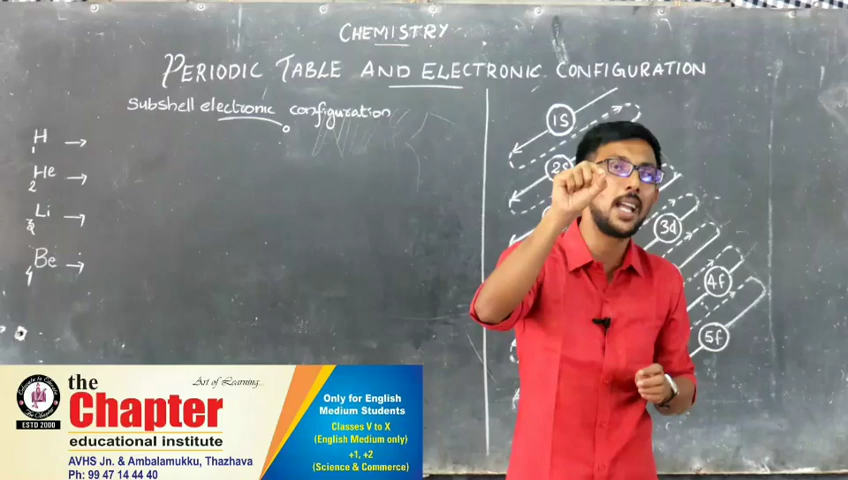 CHEMISTRY
PERIODIC TABLE AND ELECTRONIC CONFIGURATION
Subshell electronic configuration
1H →
2He →
3Li →
4Be →
1S
2S
3d
4f
5f
Art of Learning...
the
Chapter
educational institute
ESTD 2000
AVHS Jn. & Ambalamukku, Thazhava
Ph: 99 47 14 44 40
Only for English
Medium Students
Classes V to X
(English Medium only)
+1, +2
(Science & Commerce)